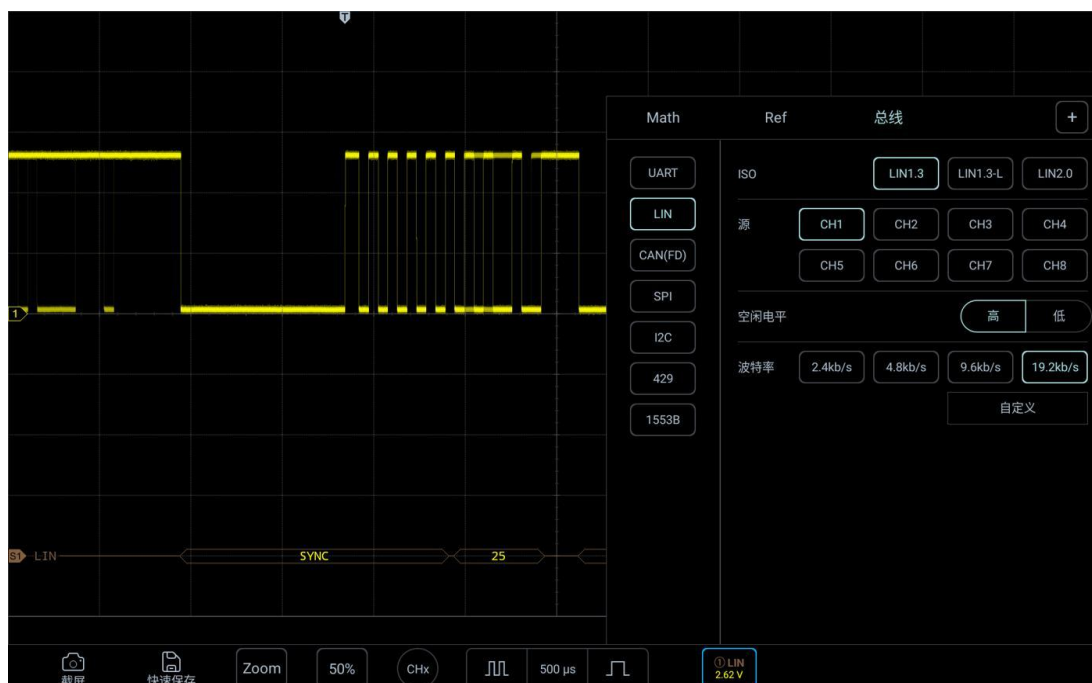 T
Math Ref 总线 +
UART ISO LIN1.3 LIN1.3-L LIN2.0
LIN 源 CH1 CH2 CH3 CH4
CAN(FD) CH5 CH6 CH7 CH8
SPI 空闲电平 高 低
1
I2C
429 波特率 2.4kb/s 4.8kb/s 9.6kb/s 19.2kb/s
1553B 自定义
S1 LIN SYNC 25
截屏 快速保存 Zoom 50% CHx 500 μs ① LIN
2.62 V